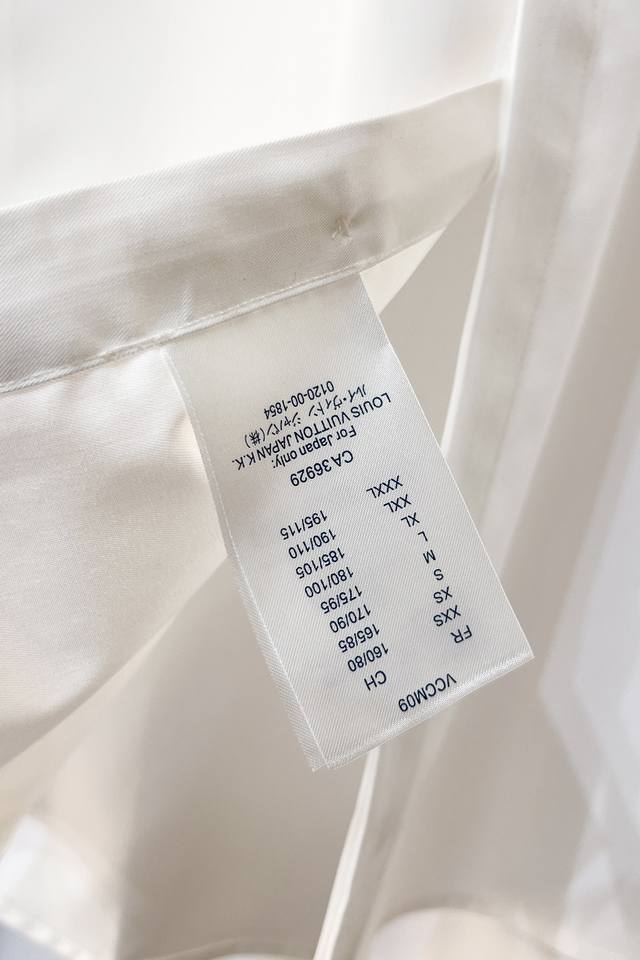 VCCM09
FR CH
XXS 160/80
XS 165/85
S 170/90
M 175/95
L 180/100
XL 185/105
XXL 190/110
XXXL 195/115
CA 36929
For Japan only:
LOUIS VUITTON JAPAN K.K.
ルイ・ヴィトン ジャパン(株)
0120-00-1854